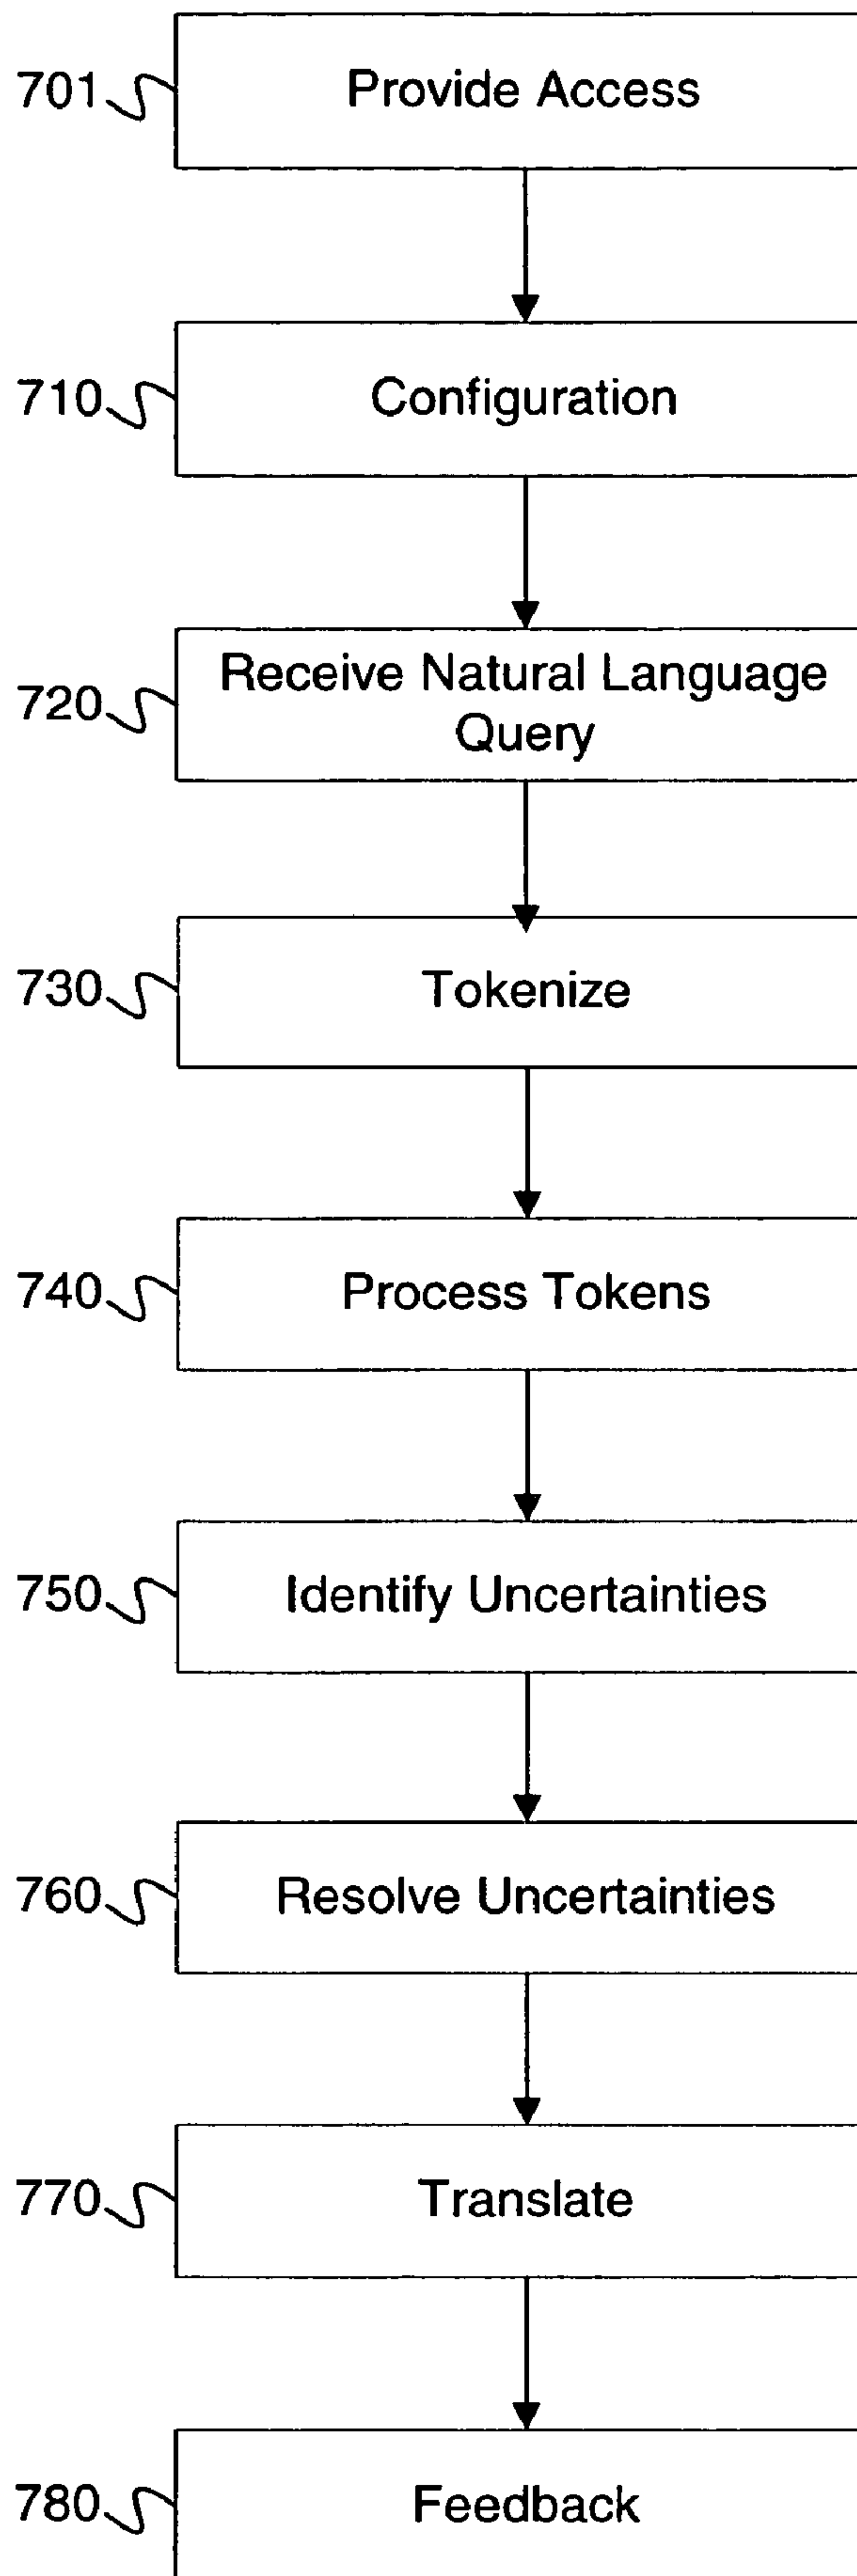 701 Provide Access
710 Configuration
720 Receive Natural Language
Query
730 Tokenize
740 Process Tokens
750 Identify Uncertainties
760 Resolve Uncertainties
770 Translate
780 Feedback